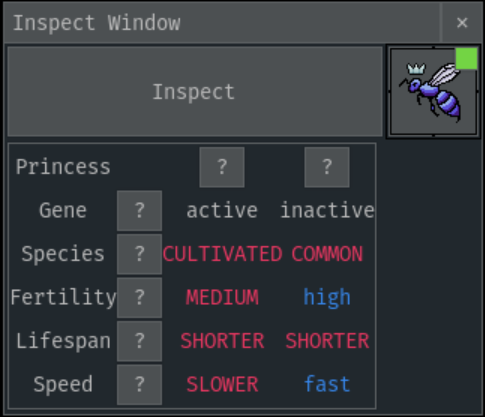 Inspect Window ×
Inspect
Princess ? ?
Gene ? active inactive
Species ? CULTIVATED COMMON
Fertility ? MEDIUM high
Lifespan ? SHORTER SHORTER
Speed ? SLOWER fast